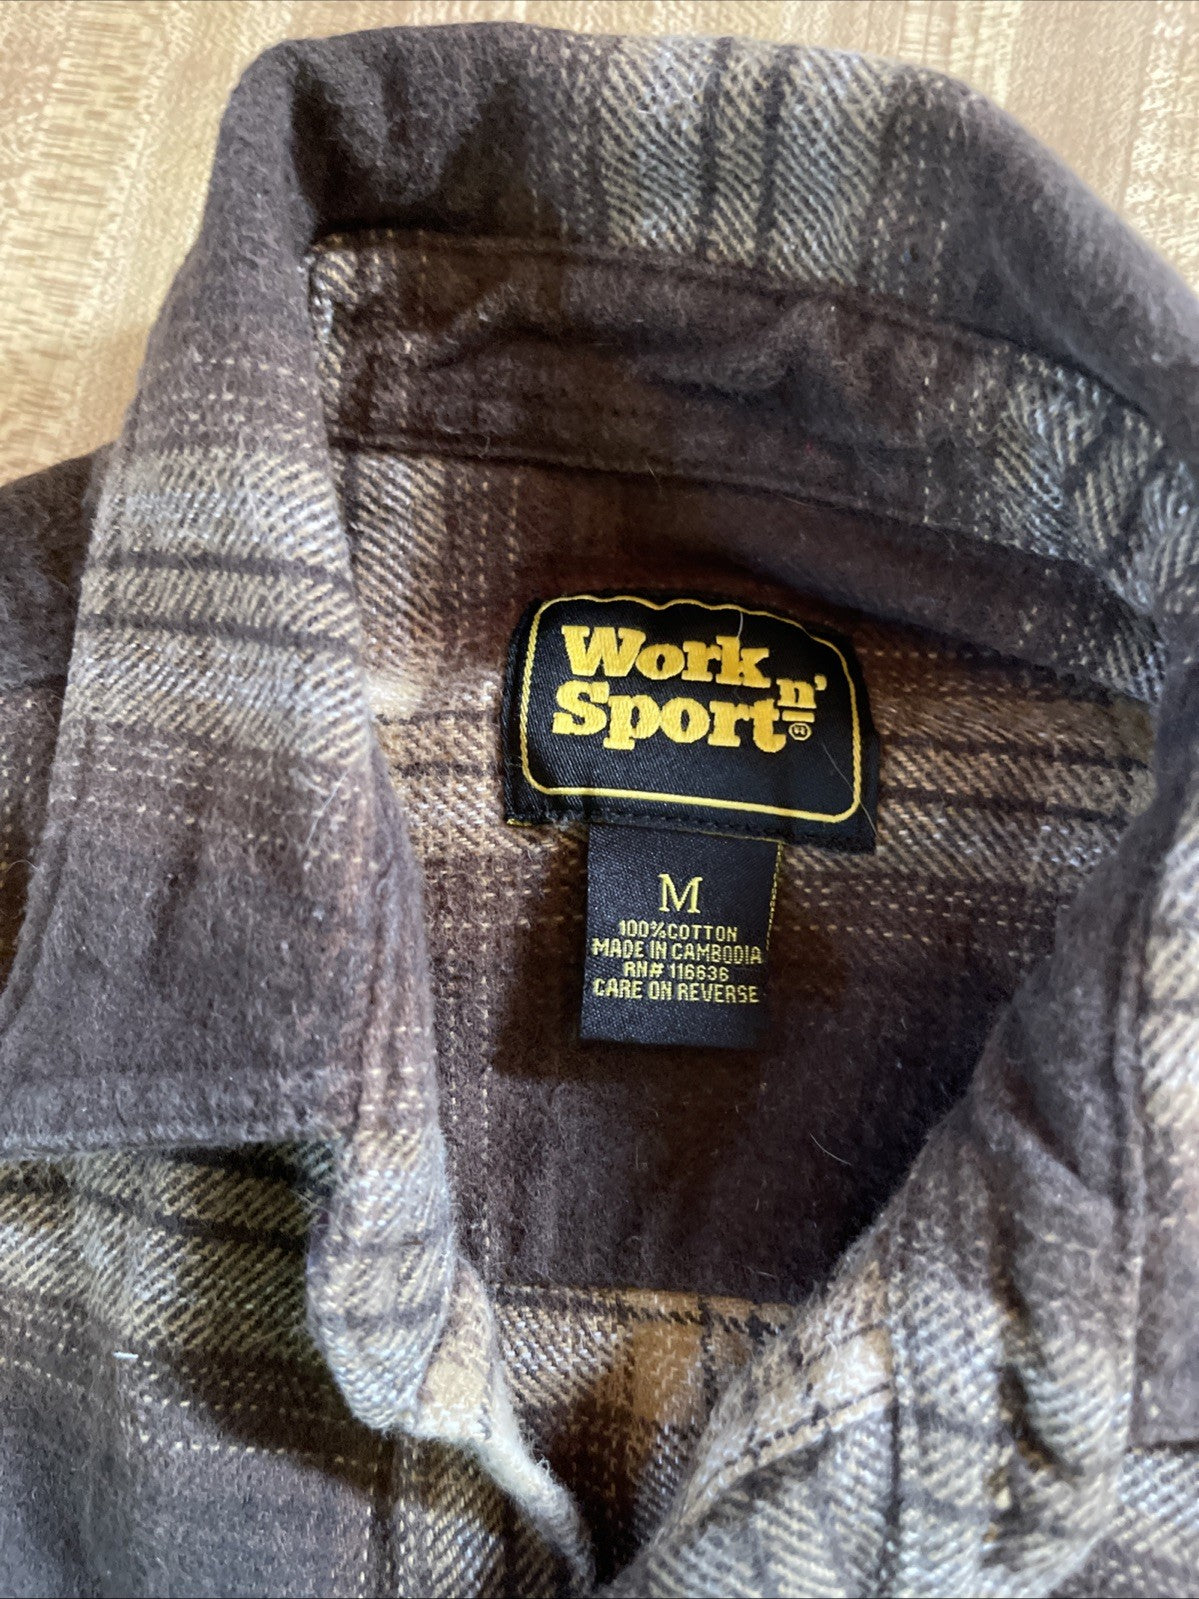 Work n'
Sport®
M
100%COTTON
MADE IN CAMBODIA
RN# 116636
CARE ON REVERSE